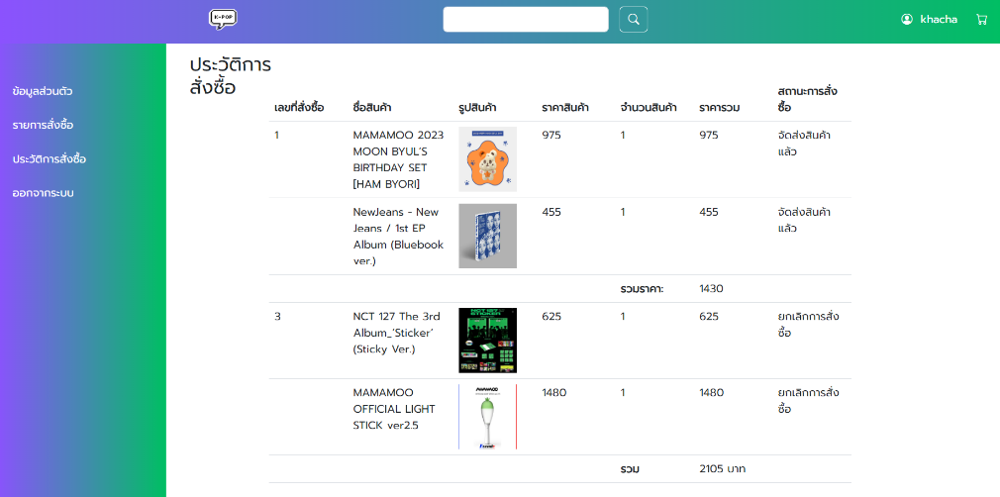 K-POP
khacha
ข้อมูลส่วนตัว
รายการสั่งซื้อ
ประวัติการสั่งซื้อ
ออกจากระบบ
ประวัติการ
สั่งซื้อ
เลขที่สั่งซื้อ ชื่อสินค้า รูปสินค้า ราคาสินค้า จำนวนสินค้า ราคารวม สถานะการสั่ง
ซื้อ
1 MAMAMOO 2023 975 1 975 จัดส่งสินค้า
MOON BYUL'S แล้ว
BIRTHDAY SET
[HAM BYORI]
NewJeans - New 455 1 455 จัดส่งสินค้า
Jeans / 1st EP แล้ว
Album (Bluebook
ver.)
รวมราคา: 1430
3 NCT 127 The 3rd 625 1 625 ยกเลิกการสั่ง
Album_'Sticker' ซื้อ
(Sticky Ver.)
NCT 127
STICKER
MAMAMOO 1480 1 1480 ยกเลิกการสั่ง
OFFICIAL LIGHT ซื้อ
STICK ver2.5
MAMAMOO
รวม 2105 บาท